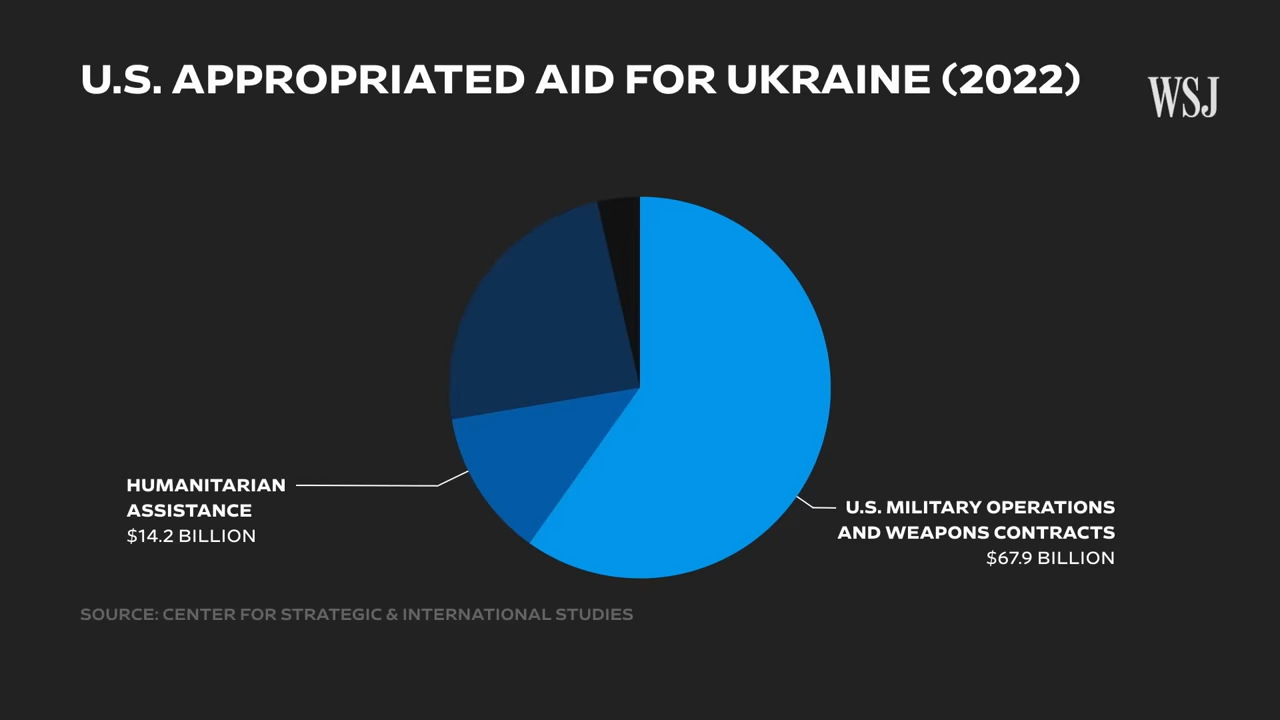 U.S. APPROPRIATED AID FOR UKRAINE (2022)
WSJ
HUMANITARIAN
ASSISTANCE
$14.2 BILLION
U.S. MILITARY OPERATIONS
AND WEAPONS CONTRACTS
$67.9 BILLION
SOURCE: CENTER FOR STRATEGIC & INTERNATIONAL STUDIES